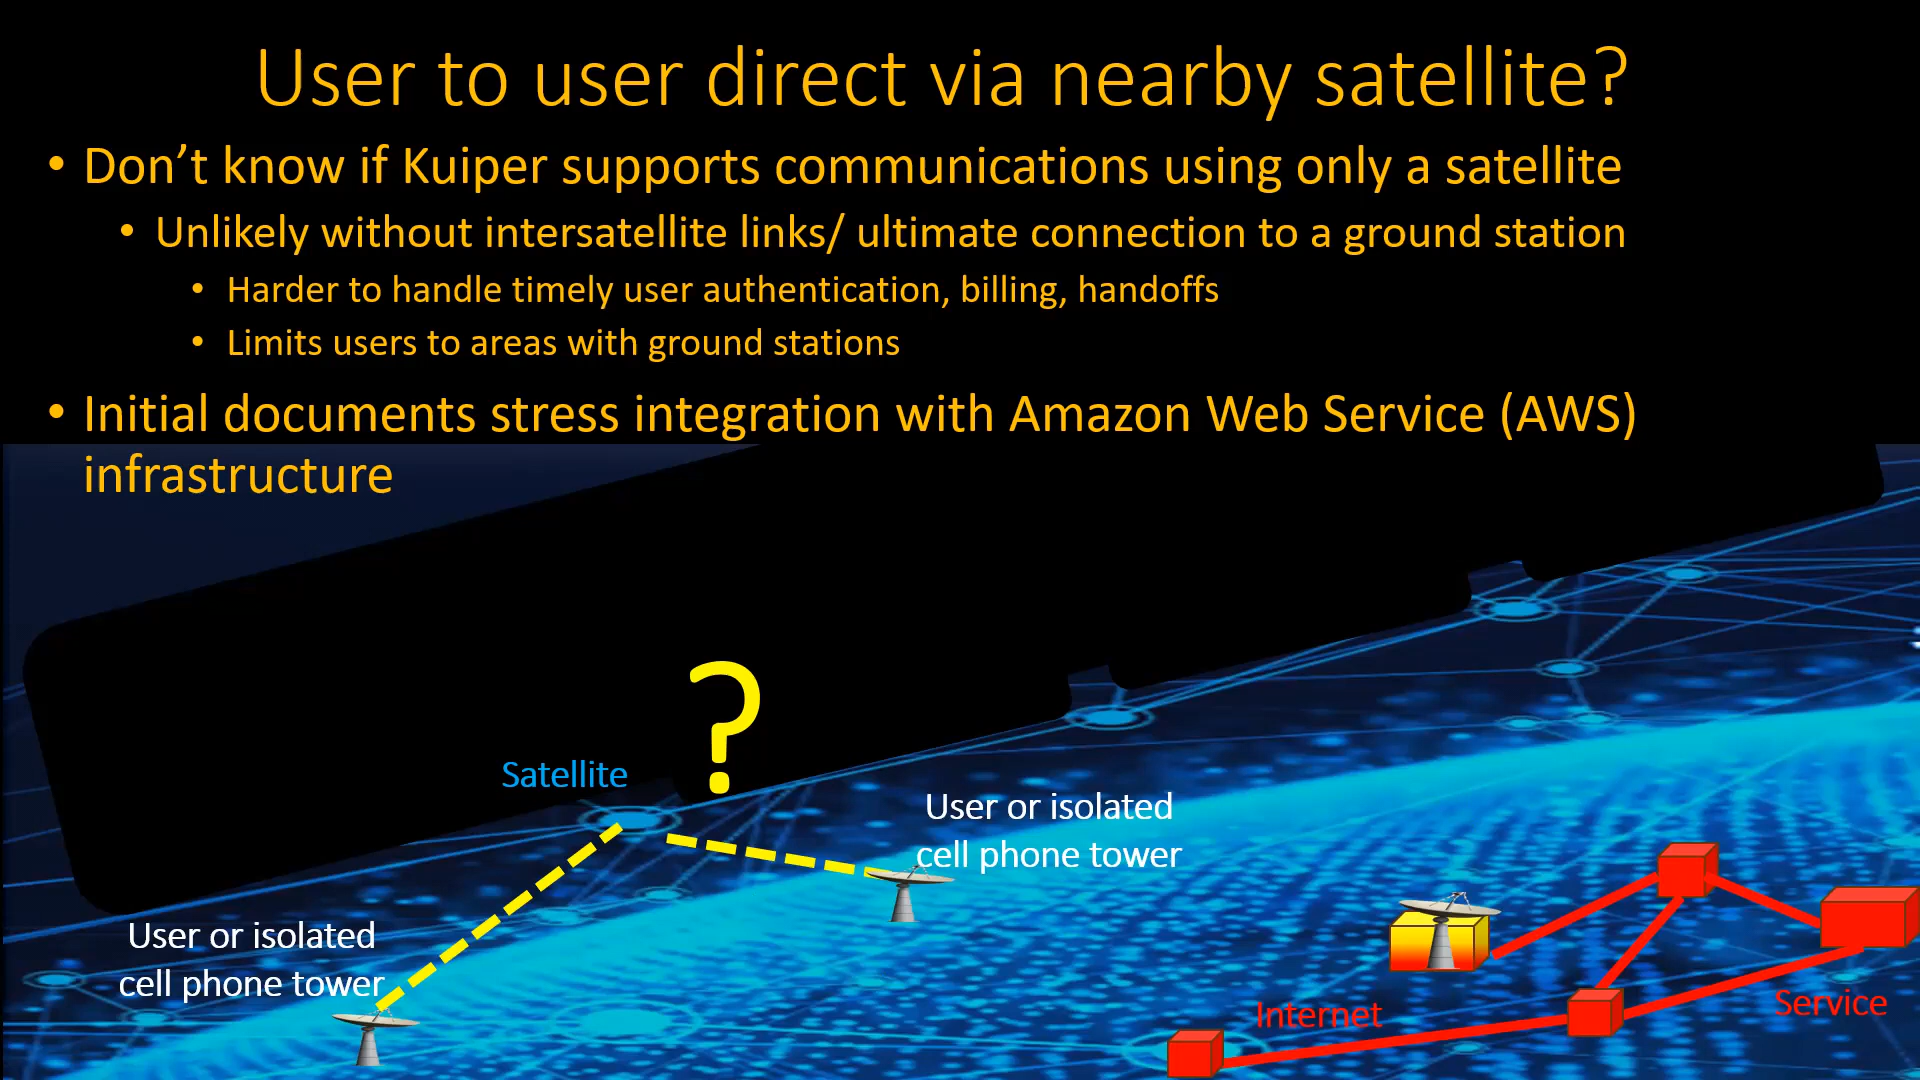 User to user direct via nearby satellite?
• Don’t know if Kuiper supports communications using only a satellite
• Unlikely without intersatellite links/ ultimate connection to a ground station
• Harder to handle timely user authentication, billing, handoffs
• Limits users to areas with ground stations
• Initial documents stress integration with Amazon Web Service (AWS)
infrastructure
?
Satellite
User or isolated
cell phone tower
User or isolated
cell phone tower
Internet
Service